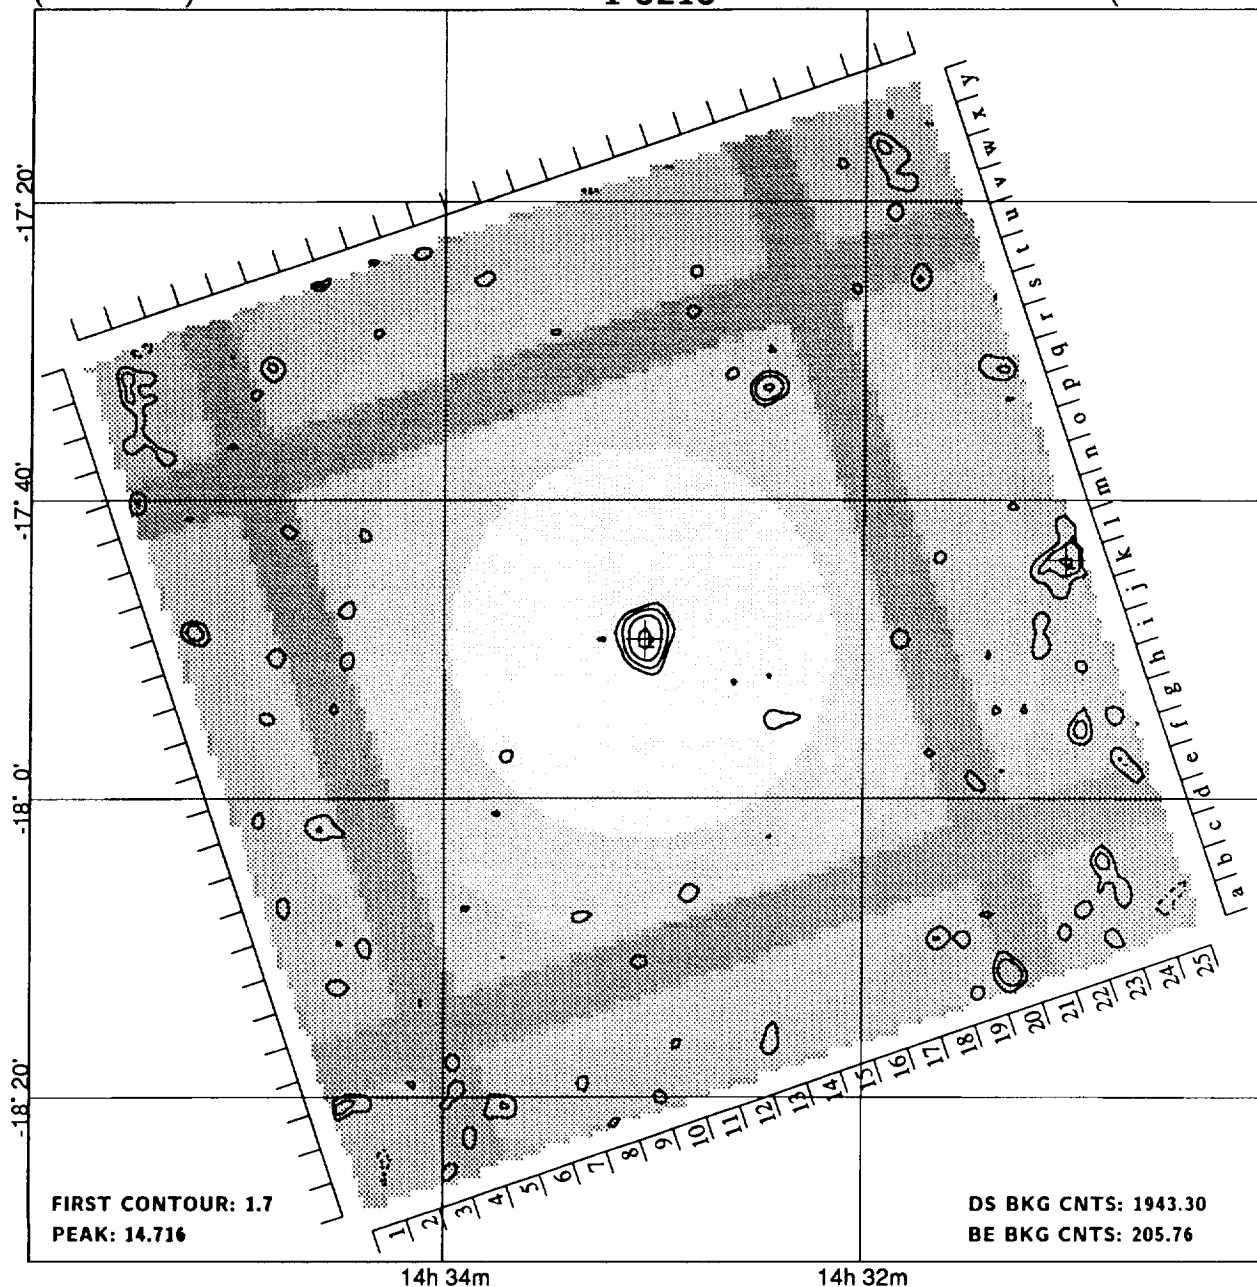 -17° 20'
-17° 40'
-18° 0'
-18° 20'
a|b|c|d|e|f|g|h|i|j|k|l|m|n|o|p|q|r|s|t|u|v|w|x|y
1 2 3 4 5 6 7 8 9 10 11 12 13 14 15 16 17 18 19 20 21 22 23 24 25
FIRST CONTOUR: 1.7
PEAK: 14.716
DS BKG CNTS: 1943.30
BE BKG CNTS: 205.76
14h 34m
14h 32m